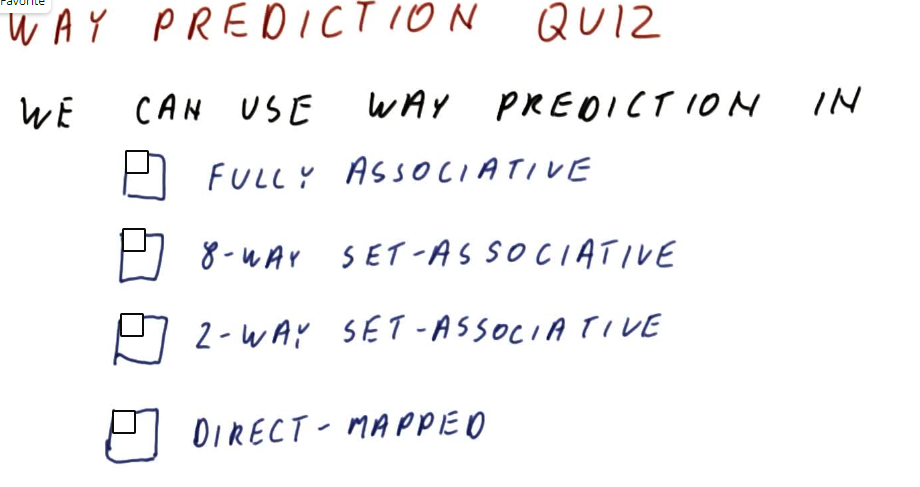 Favorite
WAY PREDICTION QUIZ
WE CAN USE WAY PREDICTION IN
FULLY ASSOCIATIVE
8-WAY SET-ASSOCIATIVE
2-WAY SET-ASSOCIATIVE
DIRECT-MAPPED